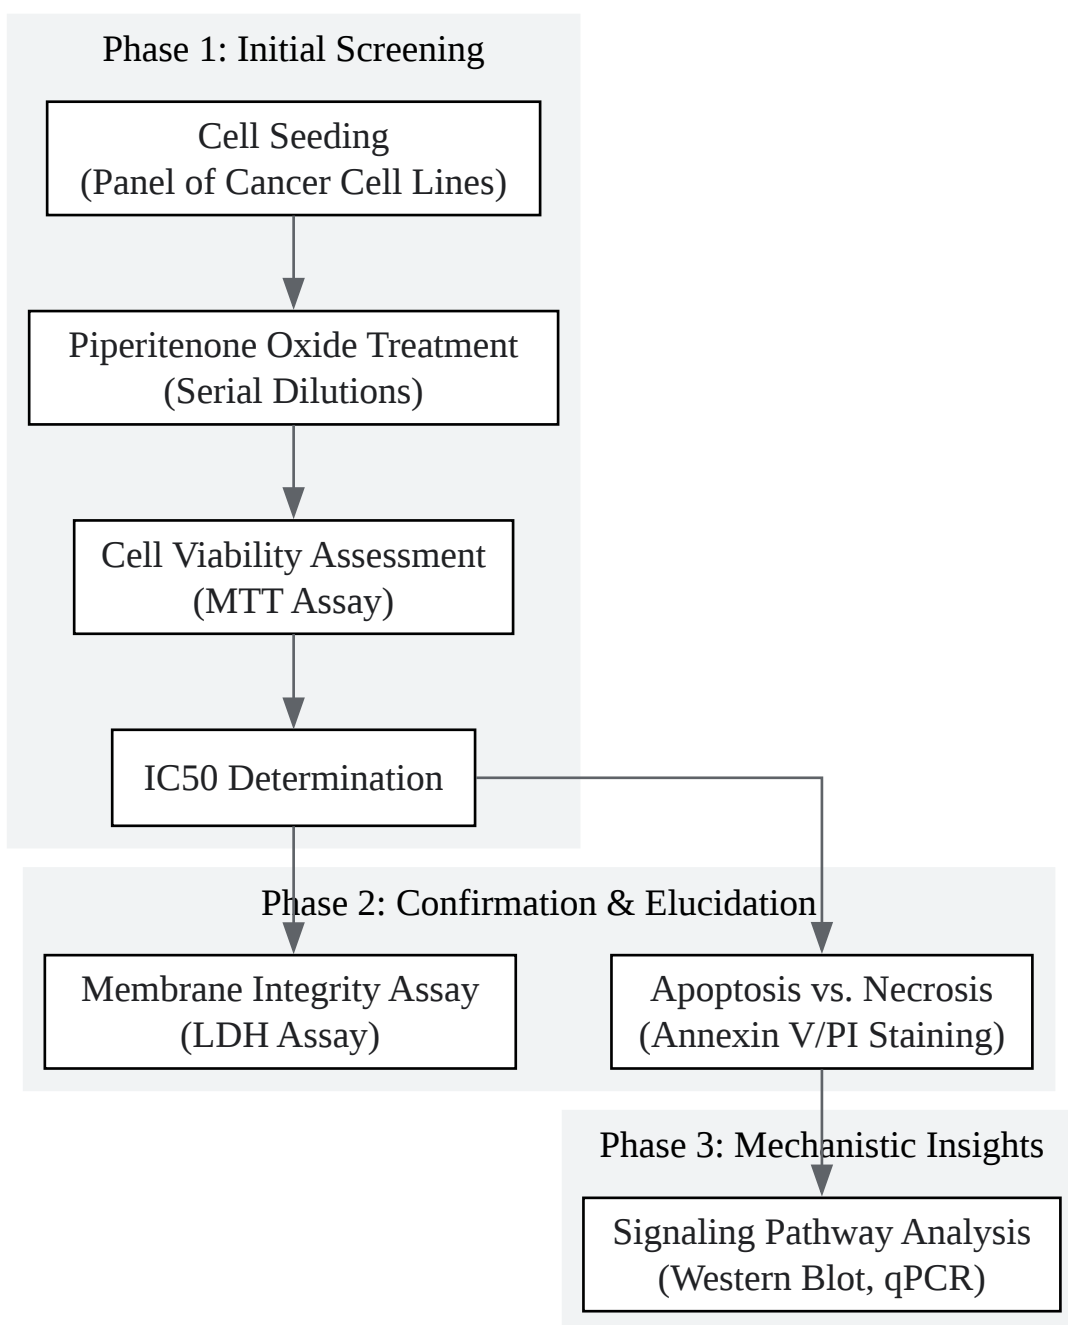 Phase 1: Initial Screening
Cell Seeding
(Panel of Cancer Cell Lines)
Piperitenone Oxide Treatment
(Serial Dilutions)
Cell Viability Assessment
(MTT Assay)
IC50 Determination
Phase 2: Confirmation & Elucidation
Membrane Integrity Assay
(LDH Assay)
Apoptosis vs. Necrosis
(Annexin V/PI Staining)
Phase 3: Mechanistic Insights
Signaling Pathway Analysis
(Western Blot, qPCR)